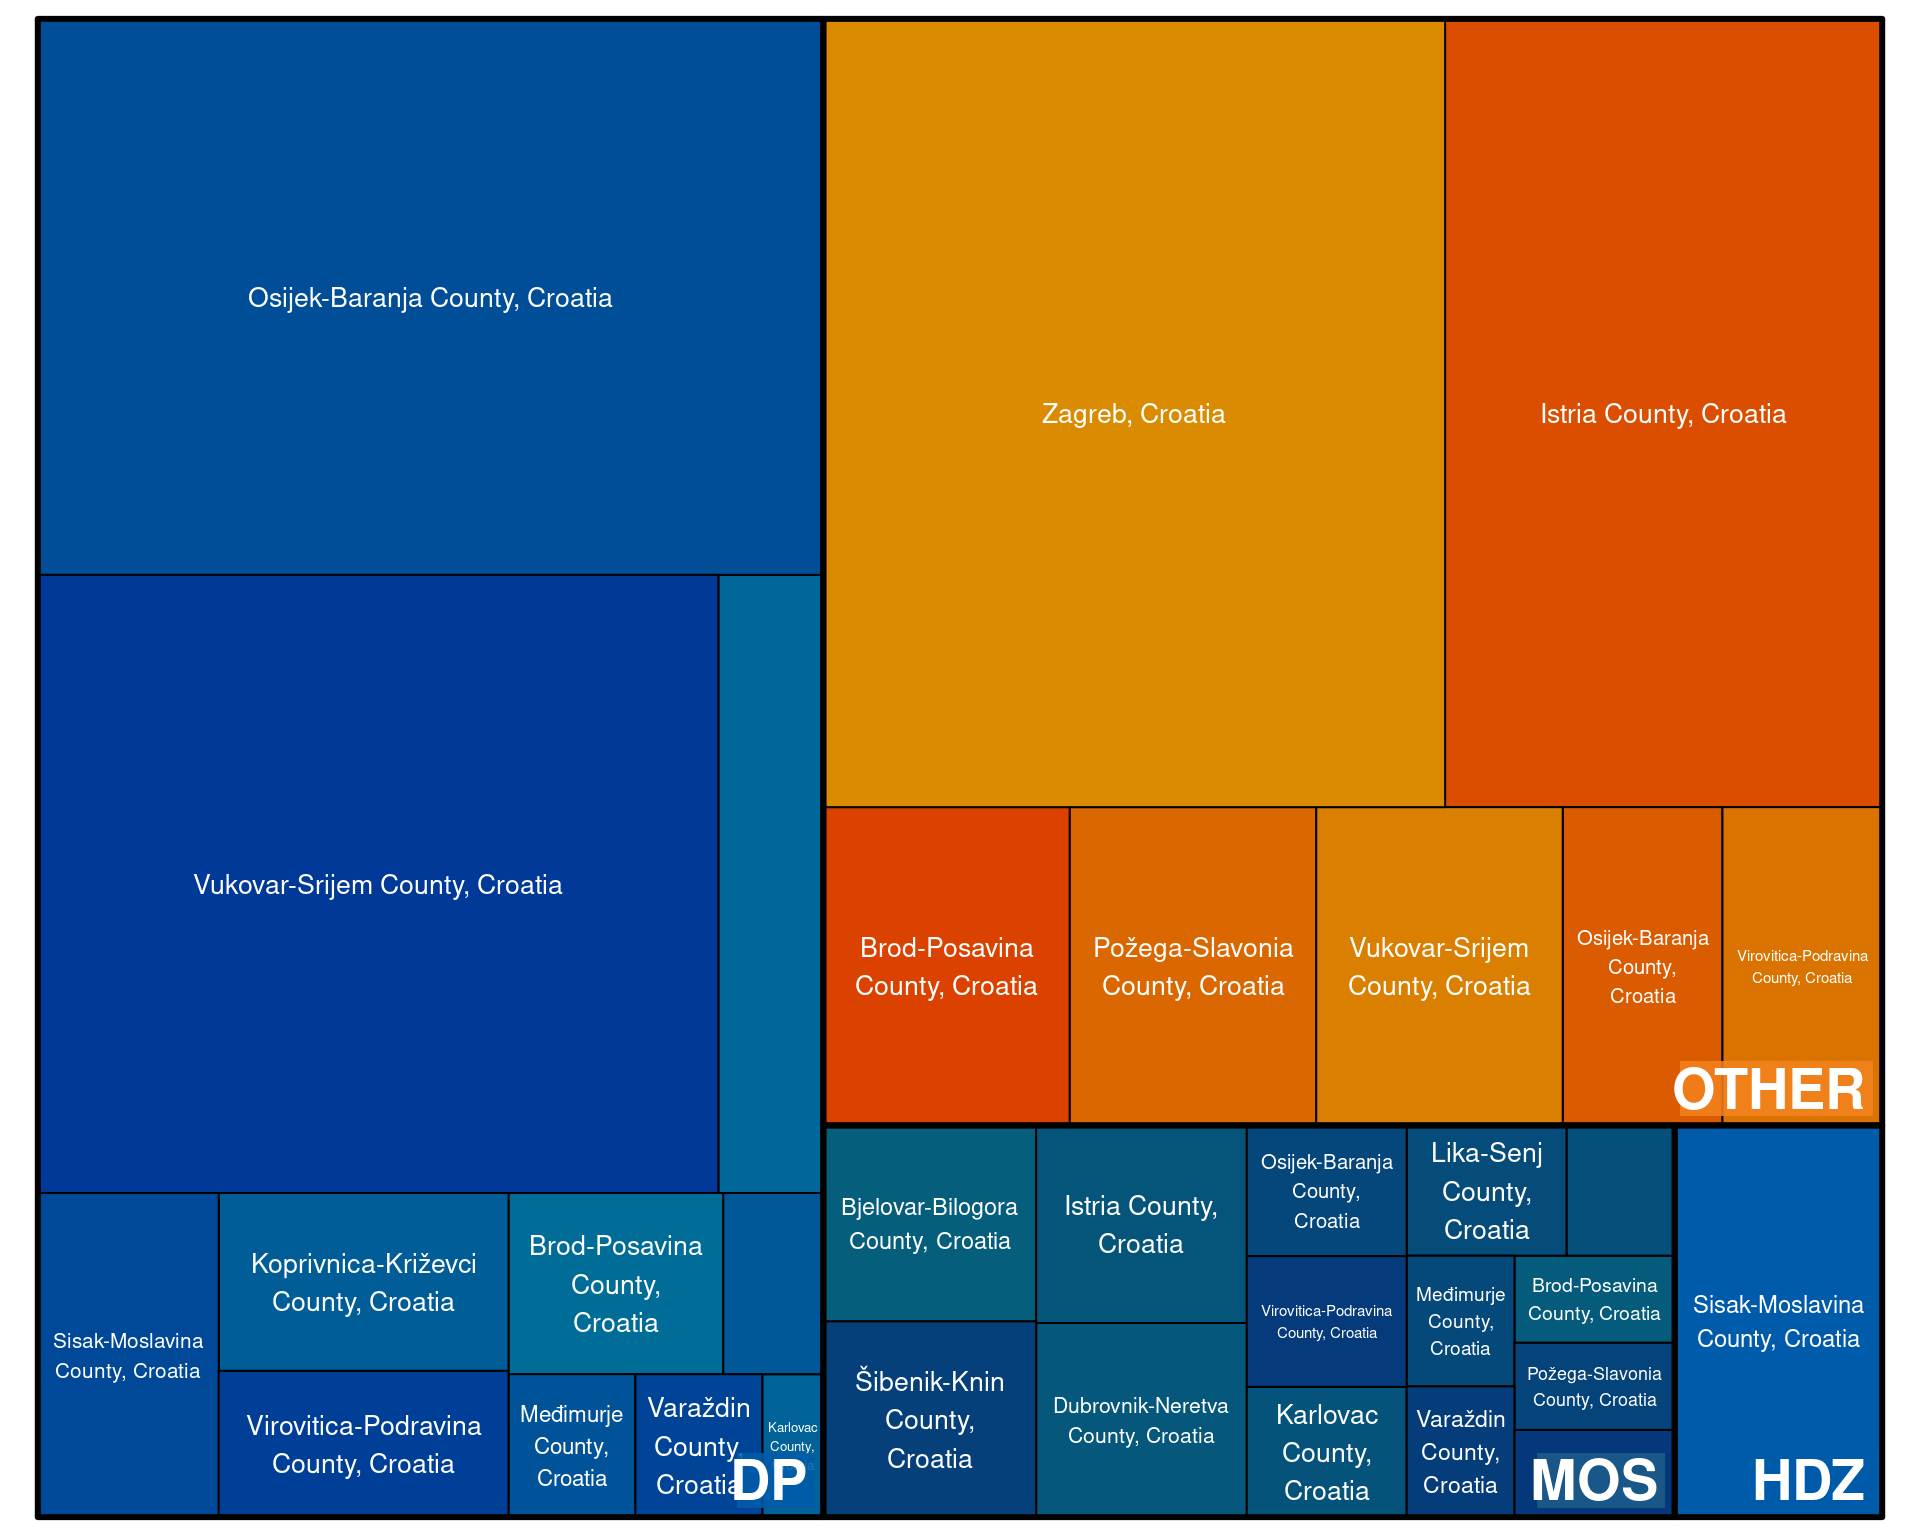 Osijek-Baranja County, Croatia
Vukovar-Srijem County, Croatia
Sisak-Moslavina
County, Croatia
Koprivnica-Križevci
County, Croatia
Virovitica-Podravina
County, Croatia
Brod-Posavina
County,
Croatia
Međimurje
County,
Croatia
Varaždin
County,
Croatia
Karlovac
County,
DP
Zagreb, Croatia
Istria County, Croatia
Brod-Posavina
County, Croatia
Požega-Slavonia
County, Croatia
Vukovar-Srijem
County, Croatia
Osijek-Baranja
County,
Croatia
Virovitica-Podravina
County, Croatia
OTHER
Bjelovar-Bilogora
County, Croatia
Šibenik-Knin
County,
Croatia
Istria County,
Croatia
Dubrovnik-Neretva
County, Croatia
Osijek-Baranja
County,
Croatia
Virovitica-Podravina
County, Croatia
Karlovac
County,
Croatia
Lika-Senj
County,
Croatia
Međimurje
County,
Croatia
Varaždin
County,
Croatia
Brod-Posavina
County, Croatia
Požega-Slavonia
County, Croatia
MOS
Sisak-Moslavina
County, Croatia
HDZ